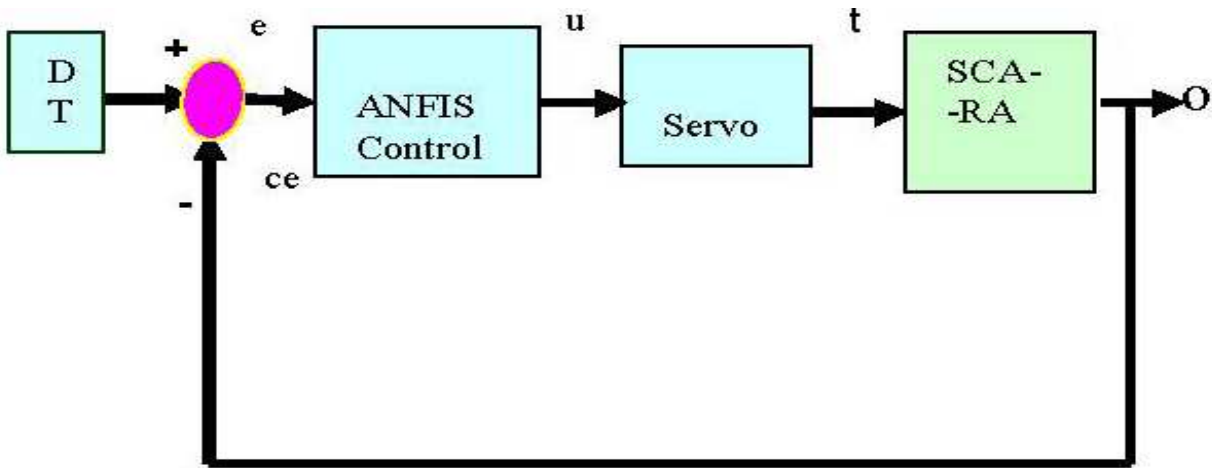 D
T
+
e
-
ce
ANFIS
Control
u
Servo
t
SCA-
-RA
O